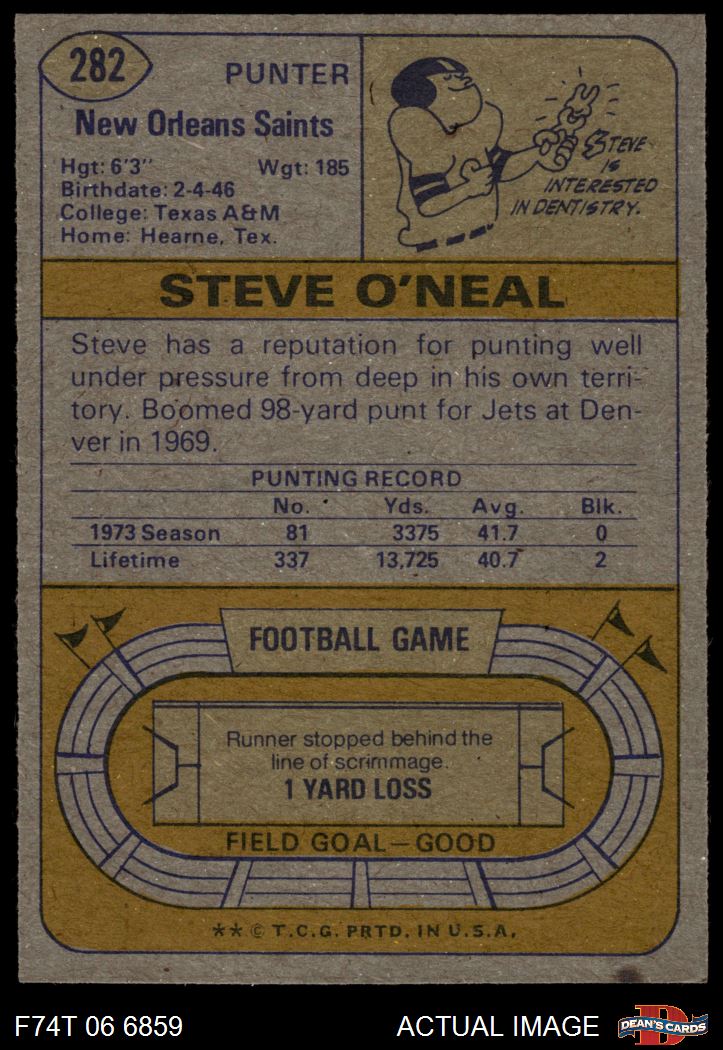 282
PUNTER
New Orleans Saints
Hgt: 6'3" Wgt: 185
Birthdate: 2-4-46
College: Texas A&M
Home: Hearne, Tex.
STEVE
IS
INTERESTED
IN DENTISTRY.
STEVE O'NEAL
Steve has a reputation for punting well
under pressure from deep in his own terri-
tory. Boomed 98-yard punt for Jets at Den-
ver in 1969.
PUNTING RECORD
No. Yds. Avg. Blk.
1973 Season 81 3375 41.7 0
Lifetime 337 13,725 40.7 2
FOOTBALL GAME
Runner stopped behind the
line of scrimmage.
1 YARD LOSS
FIELD GOAL—GOOD
** © T.C.G. PRTD. IN U.S.A.
F74T 06 6859 ACTUAL IMAGE
D
DEAN'S CARDS